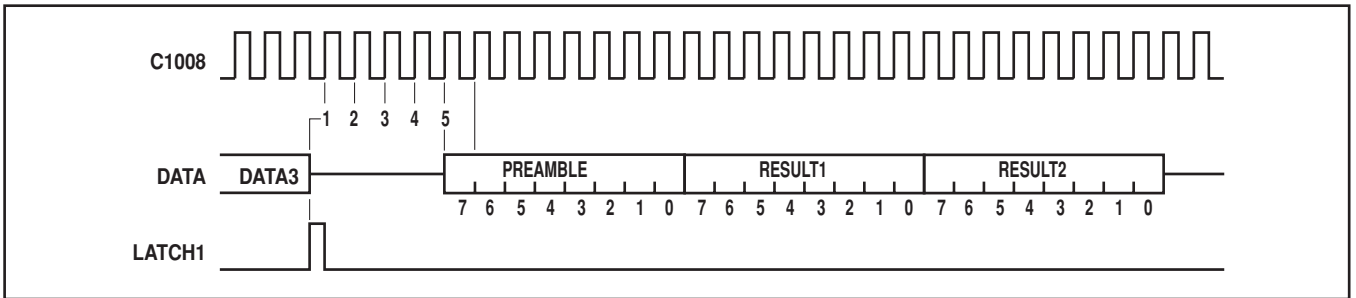 C1008
1 2 3 4 5
DATA DATA3 PREAMBLE RESULT1 RESULT2
7 6 5 4 3 2 1 0 7 6 5 4 3 2 1 0 7 6 5 4 3 2 1 0
LATCH1